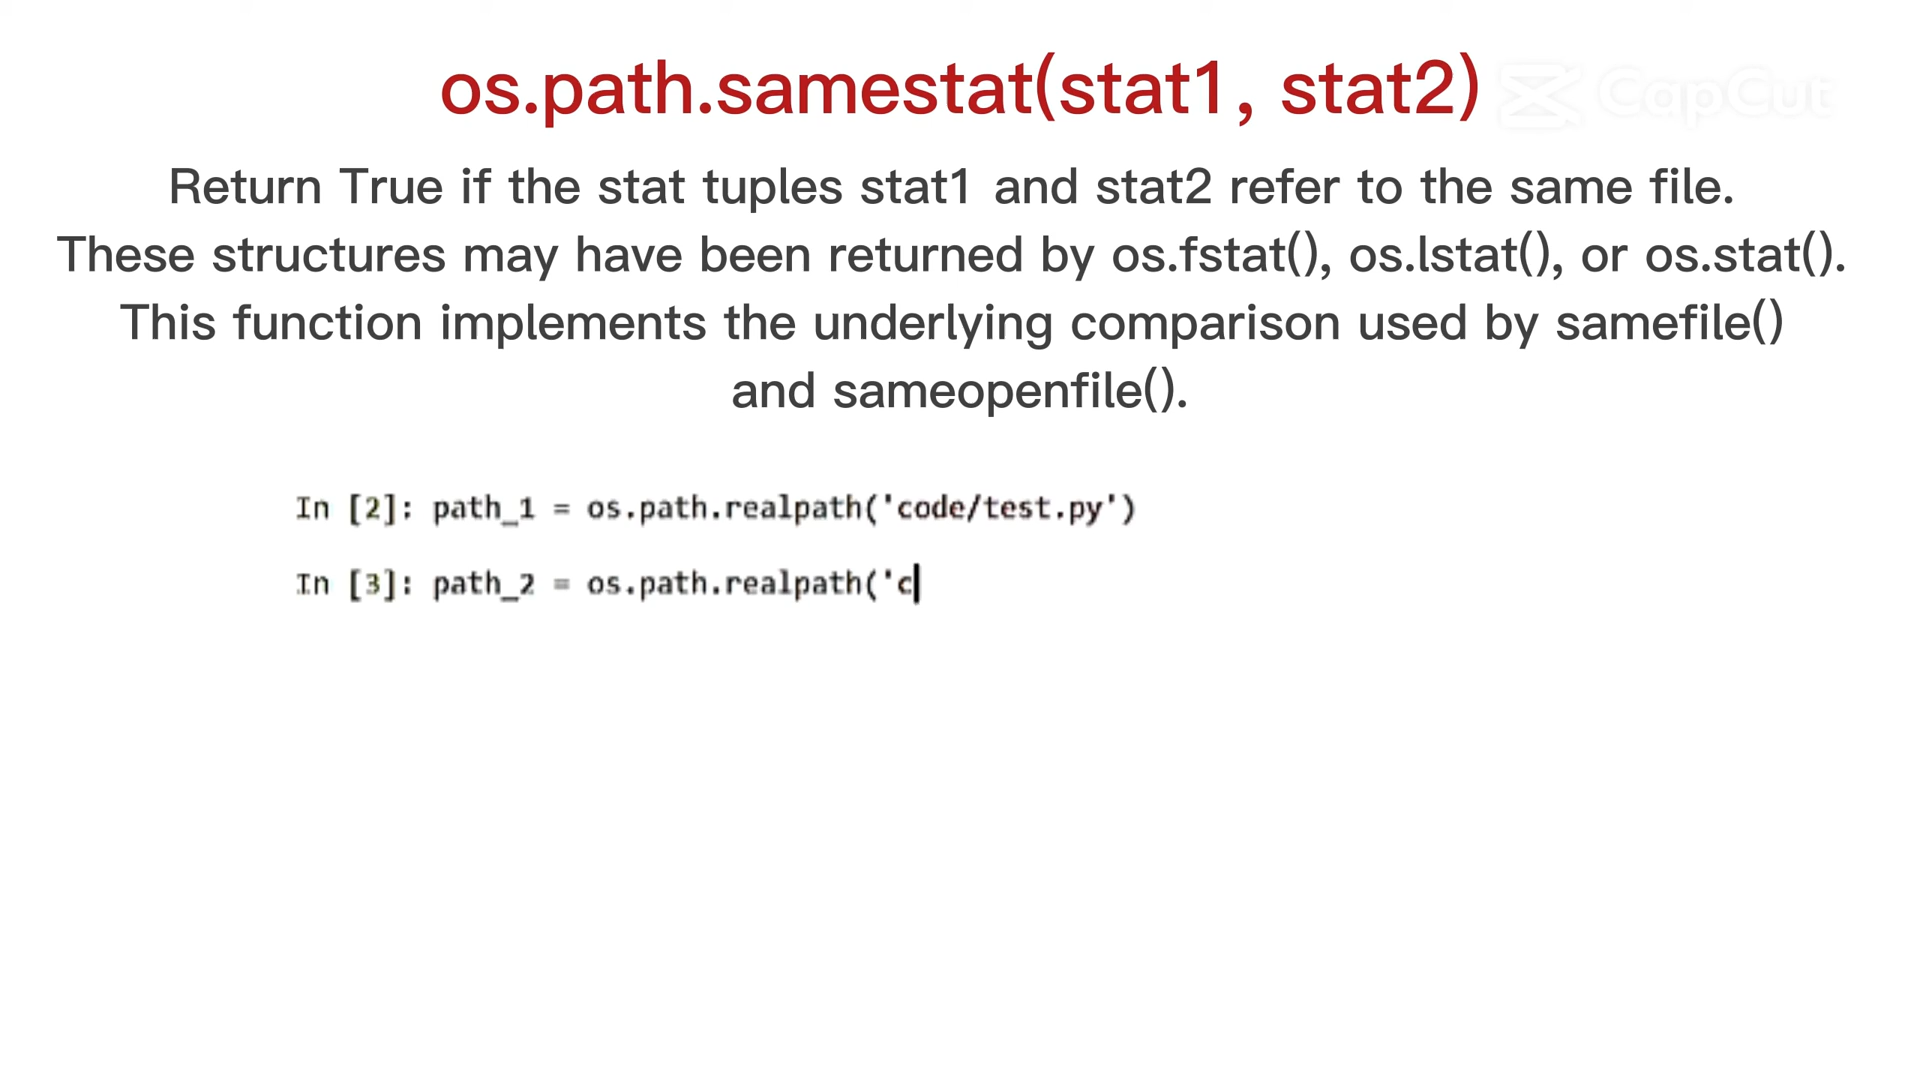 os.path.samestat(stat1, stat2)
CapCut
Return True if the stat tuples stat1 and stat2 refer to the same file.
These structures may have been returned by os.fstat(), os.lstat(), or os.stat().
This function implements the underlying comparison used by samefile()
and sameopenfile().
In [2]: path_1 = os.path.realpath('code/test.py')
In [3]: path_2 = os.path.realpath('c